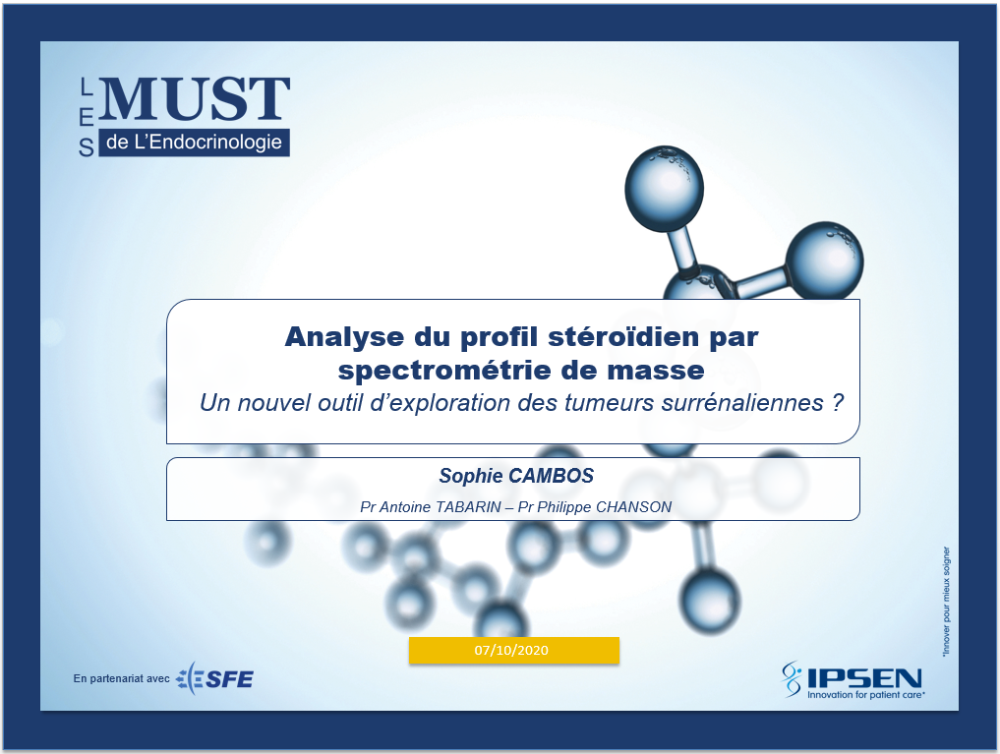 LES
MUST
de L'Endocrinologie
Analyse du profil stéroïdien par
spectrométrie de masse
Un nouvel outil d’exploration des tumeurs surrénaliennes ?
Sophie CAMBOS
Pr Antoine TABARIN – Pr Philippe CHANSON
*Innover pour mieux soigner
07/10/2020
En partenariat avec SFE
IPSEN
Innovation for patient care*